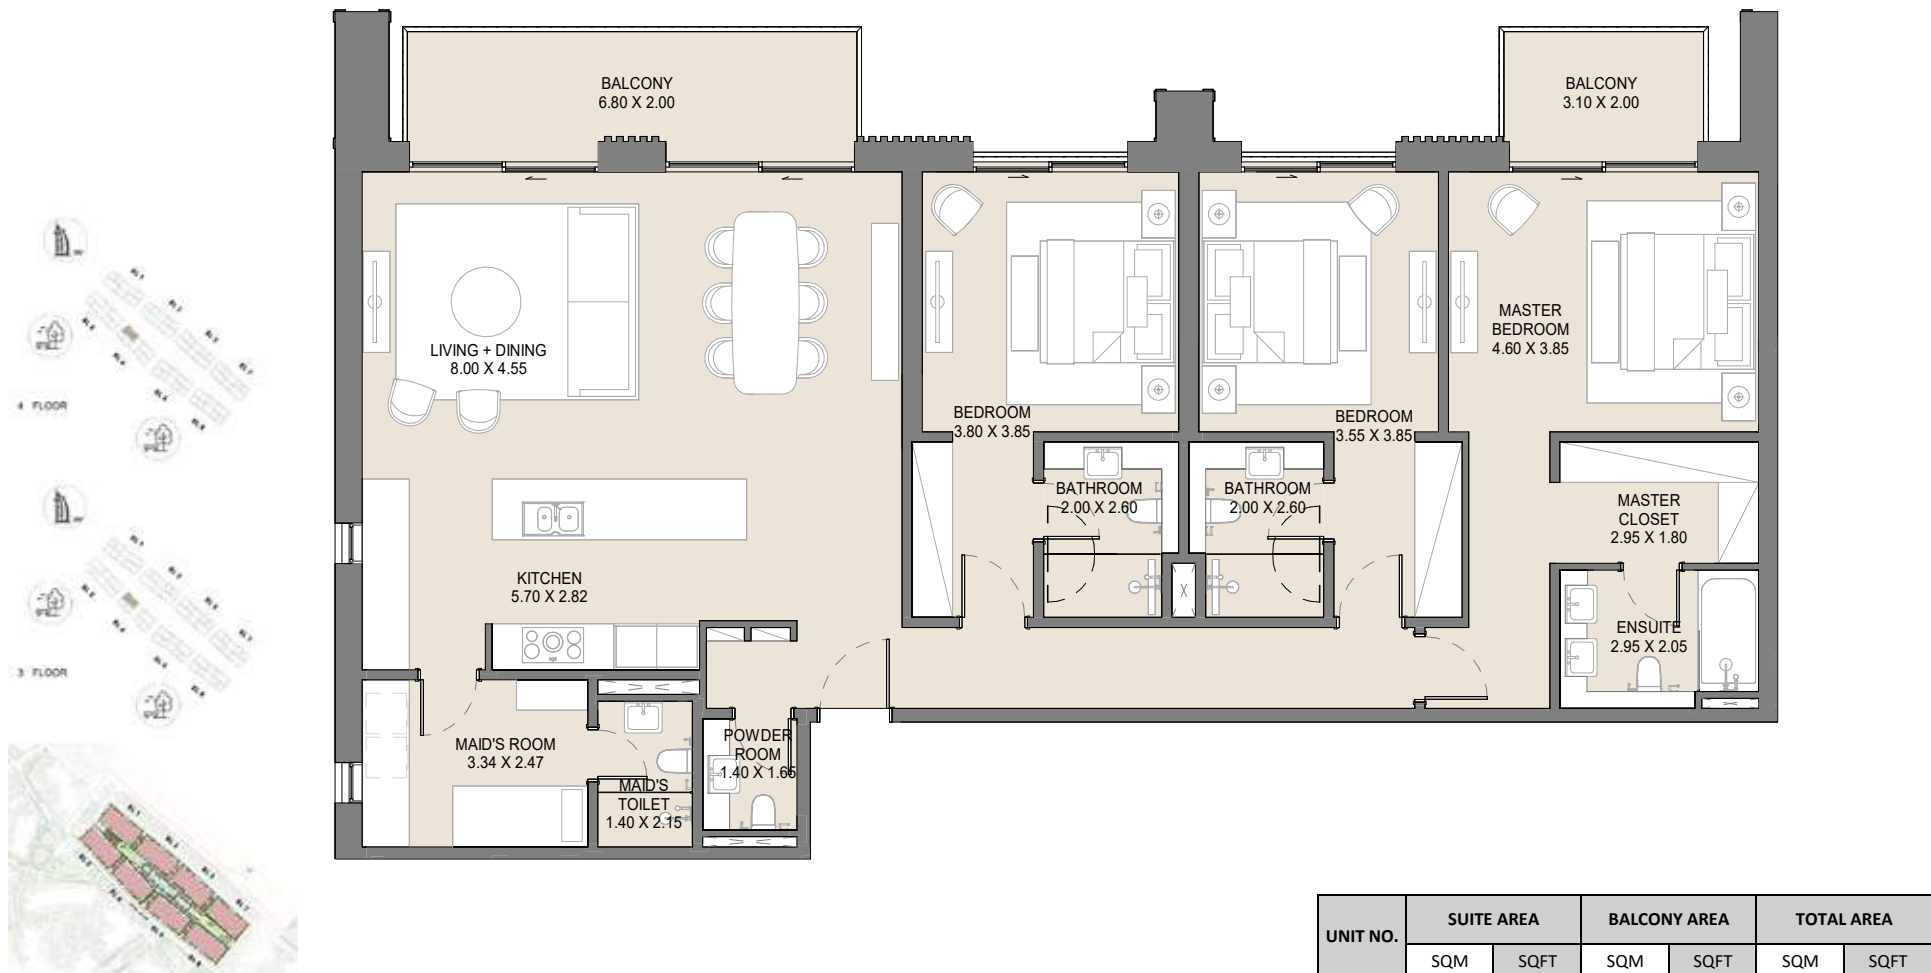 BALCONY
6.80 X 2.00
BALCONY
3.10 X 2.00
LIVING + DINING
8.00 X 4.55
MASTER
BEDROOM
4.60 X 3.85
BEDROOM
3.80 X 3.85
BEDROOM
3.55 X 3.85
BATHROOM
2.00 X 2.60
BATHROOM
2.00 X 2.60
MASTER
CLOSET
2.95 X 1.80
KITCHEN
5.70 X 2.82
ENSUITE
2.95 X 2.05
MAID'S ROOM
3.34 X 2.47
POWDER
ROOM
1.40 X 1.65
MAID'S
TOILET
1.40 X 2.15
4 FLOOR
3 FLOOR
UNIT NO. SUITE AREA BALCONY AREA TOTAL AREA
SQM SQFT SQM SQFT SQM SQFT